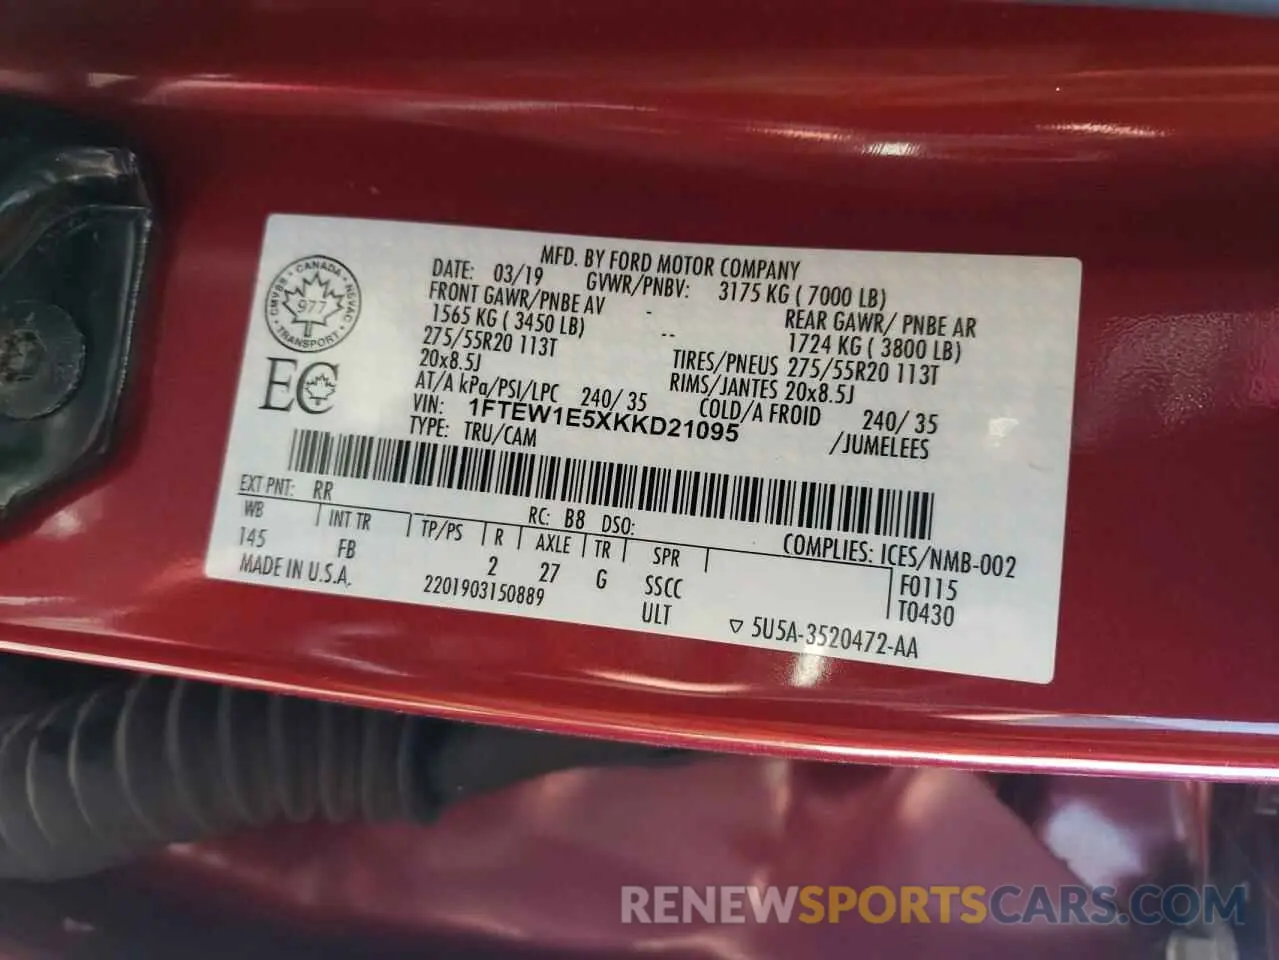 MFD. BY FORD MOTOR COMPANY
DATE: 03/19 GVWR/PNBV: 3175 KG ( 7000 LB)
FRONT GAWR/PNBE AV - REAR GAWR/ PNBE AR
1565 KG ( 3450 LB) -- 1724 KG ( 3800 LB)
275/55R20 113T TIRES/PNEUS 275/55R20 113T
20x8.5J RIMS/JANTES 20x8.5J
AT/A kPa/PSI/LPC 240/ 35 COLD/A FROID 240/ 35
VIN: 1FTEW1E5XKKD21095 /JUMELEES
TYPE: TRU/CAM
CANADA
CMVSS NSVAC
977
TRANSPORT
EC
EXT PNT: RR RC: B8 DSO:
WB INT TR TP/PS R AXLE TR SPR COMPLIES: ICES/NMB-002
145 FB 2 27 G SSCC F0115
MADE IN U.S.A. 2201903150889 ULT T0430
▽ 5U5A-3520472-AA
RENEWSPORTSCARS.COM